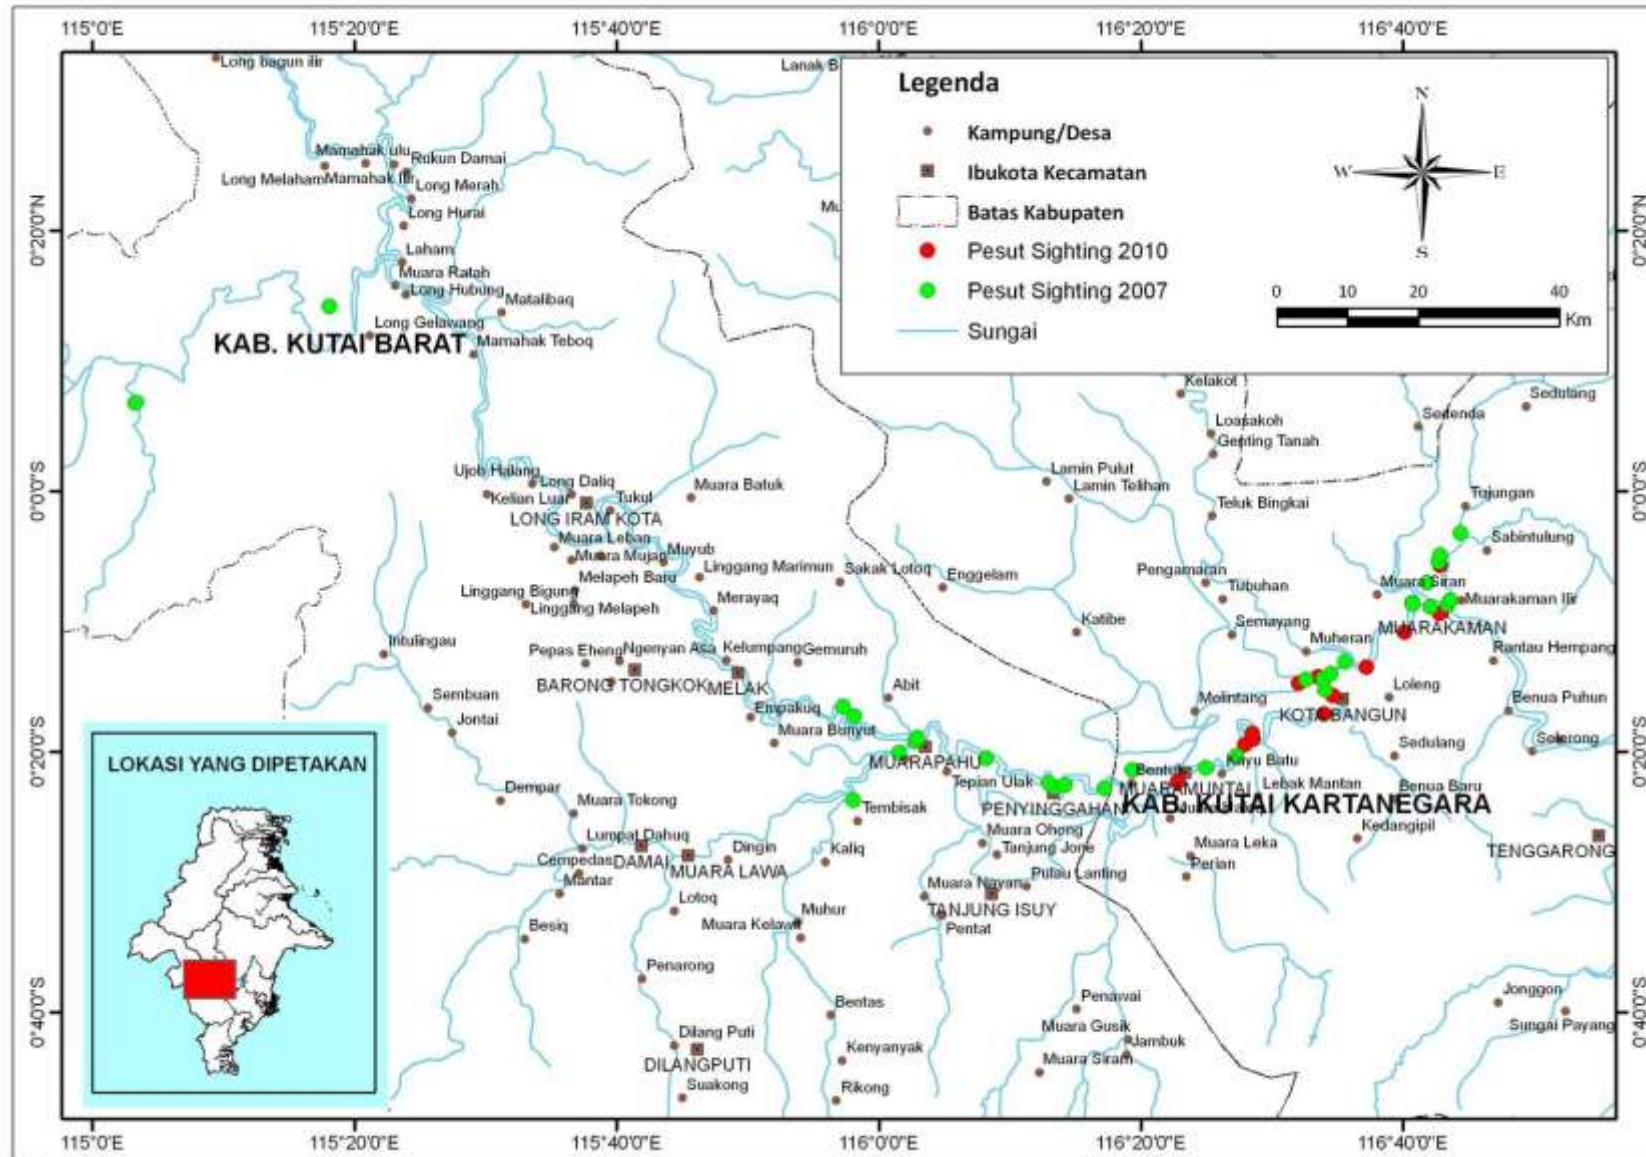 115°0'0"E 115°20'0"E 115°40'0"E 116°0'0"E 116°20'0"E 116°40'0"E
Long bagun ilir
Lanak B
Legenda
Kampung/Desa
Ibukota Kecamatan
Batas Kabupaten
Pesut Sighting 2010
Pesut Sighting 2007
Sungai
N
W E
S
0 10 20 40
Km
Mamahak ulu
Rukun Damai
Long Melaham
Mamahak Ilir
Long Merah
Long Hurai
Mu
0°20'0"N
0°20'0"N
Laham
Muara Ratah
Long Hubung
Matalibaq
Long Gelawang
KAB. KUTAI BARAT
Mamahak Teboq
Kelakot
Sedulang
Sedenda
Loasakoh
Genting Tanah
Ujoh Halang
Long Daliq
Kelian Luar
Tukul
Muara Batuk
Lamin Pulut
Lamin Telihan
Teluk Bingkai
Tujungan
0°0'0"S
0°0'0"S
LONG IRAM KOTA
Muara Leban
Muara Mujan
Muyub
Sabintulung
Melapeh Baru
Linggang Marimun
Sakak Lotoq
Enggelam
Pengamaran
Tubuhan
Muara Siran
Linggang Bigung
Linggang Melapeh
Merayaq
Muarakaman Ilir
MUARAKAMAN
Katibe
Semayang
Muheran
Intulingau
Pepas Eheng
Ngenyan Asa
Kelumpang
Gemuruh
Rantau Hempang
BARONG TONGKOK
MELAK
Abit
Melintang
Loleng
Sembuan
Empakuq
KOTA BANGUN
Benua Puhun
Jontai
Muara Bunyut
Sedulang
Selerong
0°20'0"S
0°20'0"S
MUARAPAHU
Tepian Ulak
Kayu Batu
MUARAMUNTAI
Lebak Mantan
Benua Baru
LOKASI YANG DIPETAKAN
Dempar
Muara Tokong
Tembisak
PENYINGGAHAN
KAB. KUTAI KARTANEGARA
Lumpat Dahuq
Muara Ohong
Kedangipil
Cempedas
DAMAI
Dingin
Kaliq
Tanjung Jone
Muara Leka
TENGGARONG
Mantar
MUARA LAWA
Perian
Pulau Lanting
Lotoq
Muara Nayan
TANJUNG ISUY
Besiq
Muara Kelawit
Muhur
Pentat
Penarong
Bentas
Penawai
Jonggon
0°40'0"S
0°40'0"S
Muara Gusik
Sungai Payang
Dilang Puti
Jambuk
DILANGPUTI
Kenyanyak
Muara Siram
Suakong
Rikong
115°0'0"E 115°20'0"E 115°40'0"E 116°0'0"E 116°20'0"E 116°40'0"E